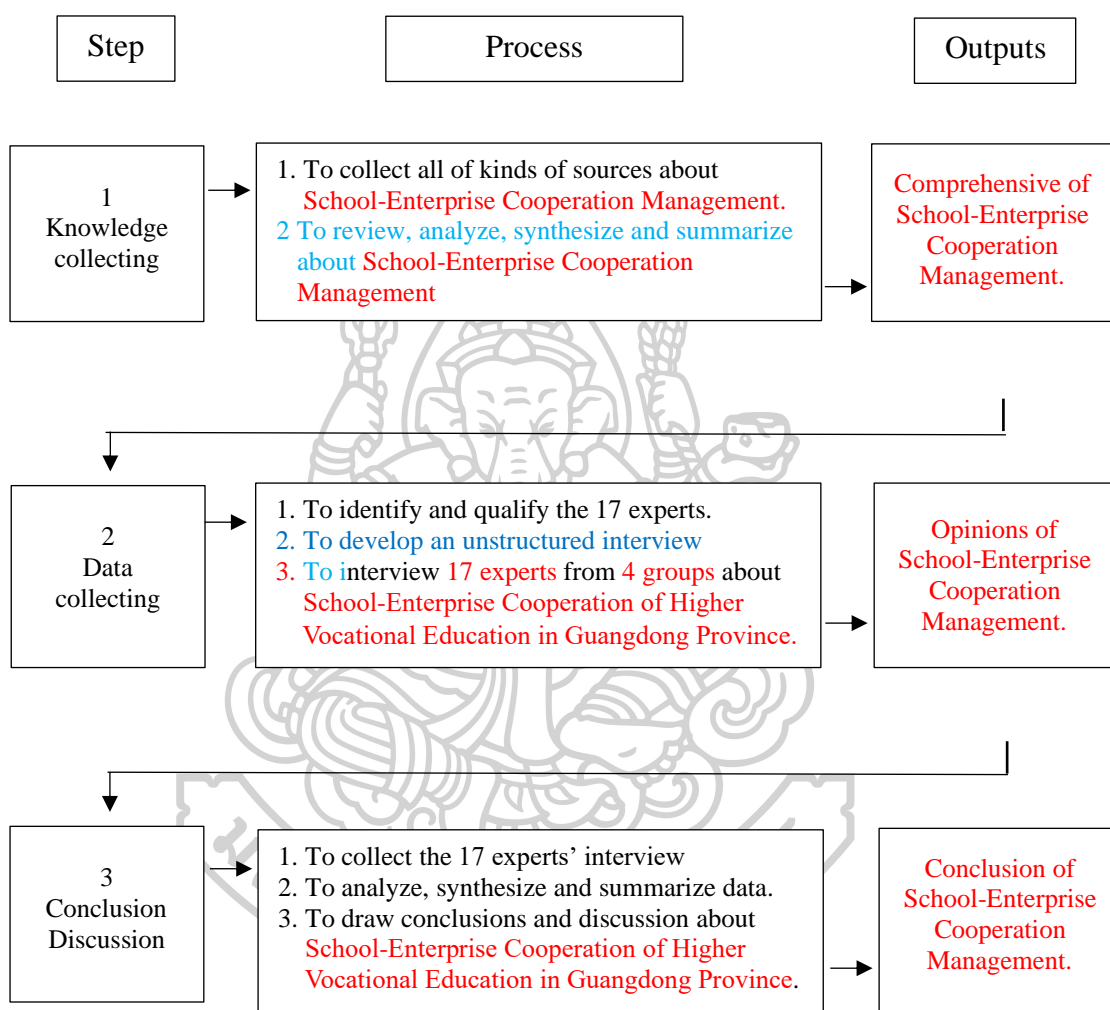 Step
Process
Outputs
1
Knowledge
collecting
1. To collect all of kinds of sources about
School-Enterprise Cooperation Management.
2 To review, analyze, synthesize and summarize
about School-Enterprise Cooperation
Management
Comprehensive of
School-Enterprise
Cooperation
Management.
2
Data
collecting
1. To identify and qualify the 17 experts.
2. To develop an unstructured interview
3. To interview 17 experts from 4 groups about
School-Enterprise Cooperation of Higher
Vocational Education in Guangdong Province.
Opinions of
School-Enterprise
Cooperation
Management.
3
Conclusion
Discussion
1. To collect the 17 experts’ interview
2. To analyze, synthesize and summarize data.
3. To draw conclusions and discussion about
School-Enterprise Cooperation of Higher
Vocational Education in Guangdong Province.
Conclusion of
School-Enterprise
Cooperation
Management.